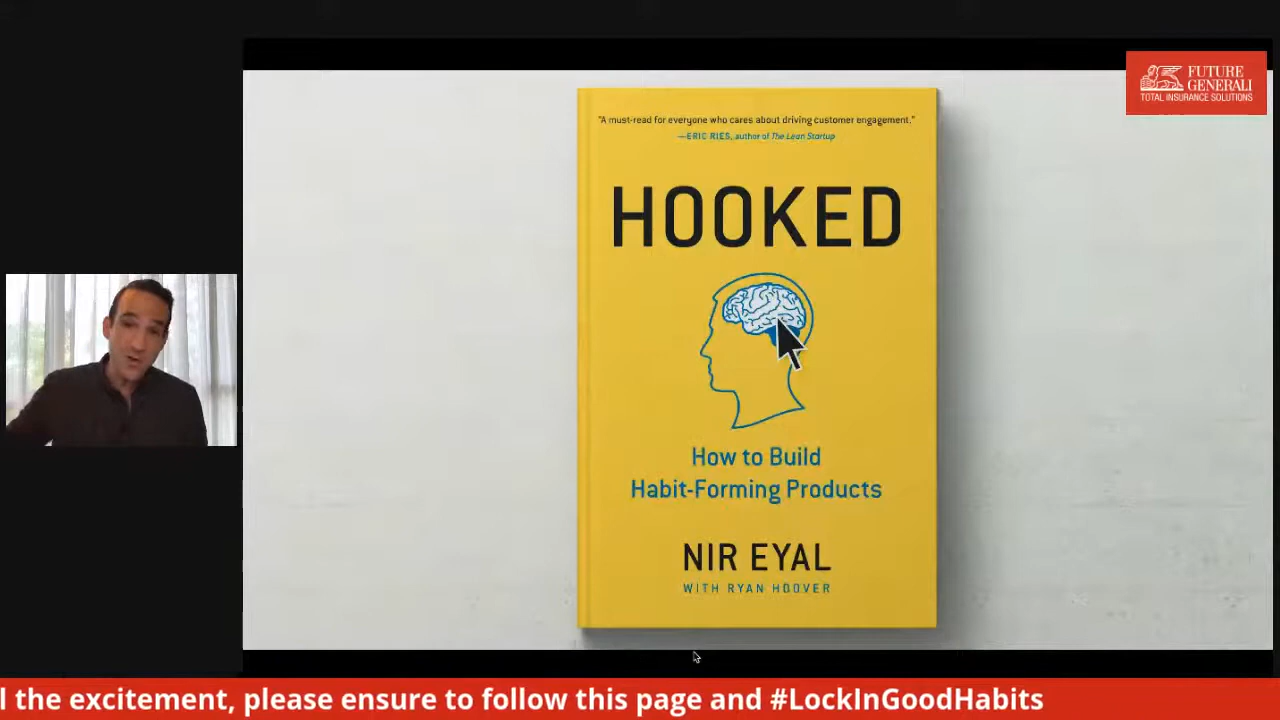 FUTURE
GENERALI
TOTAL INSURANCE SOLUTIONS
"A must-read for everyone who cares about driving customer engagement."
—ERIC RIES, author of The Lean Startup
HOOKED
How to Build
Habit-Forming Products
NIR EYAL
WITH RYAN HOOVER
l the excitement, please ensure to follow this page and #LockInGoodHabits